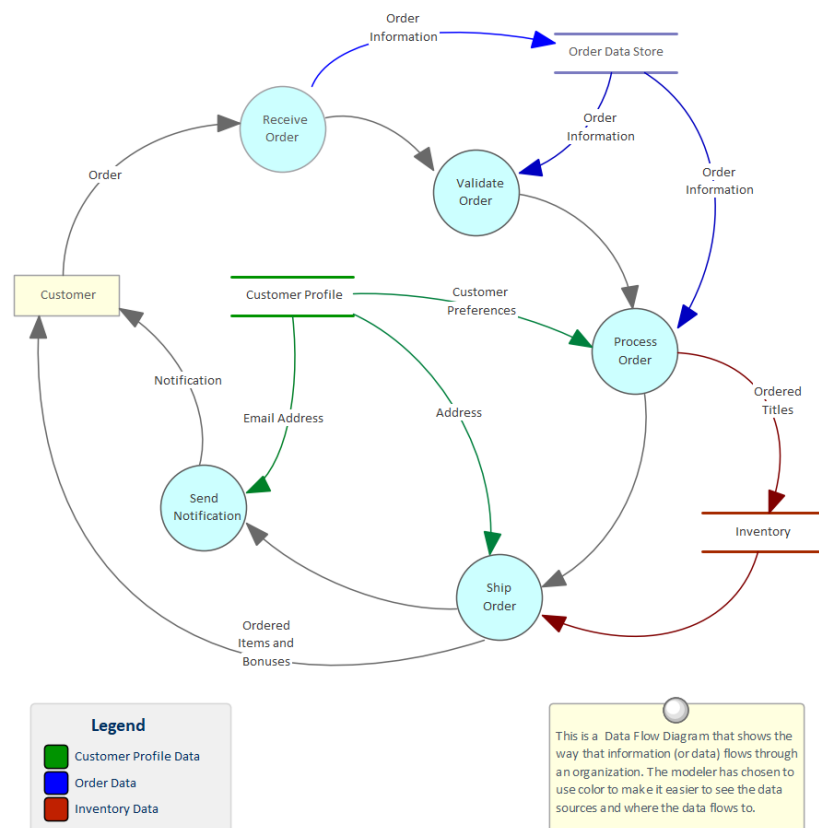 Order
Information
Order Data Store
Receive
Order
Order
Information
Order
Validate
Order
Order
Information
Customer
Customer Profile
Customer
Preferences
Process
Order
Notification
Email Address
Address
Ordered
Titles
Send
Notification
Inventory
Ship
Order
Ordered
Items and
Bonuses
Legend
Customer Profile Data
Order Data
Inventory Data
This is a Data Flow Diagram that shows the
way that information (or data) flows through
an organization. The modeler has chosen to
use color to make it easier to see the data
sources and where the data flows to.